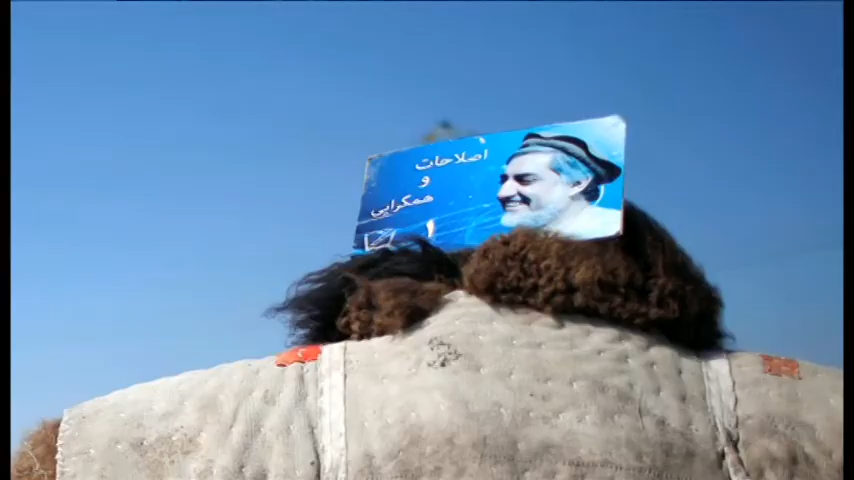 اصلاحات
و
همگرایی